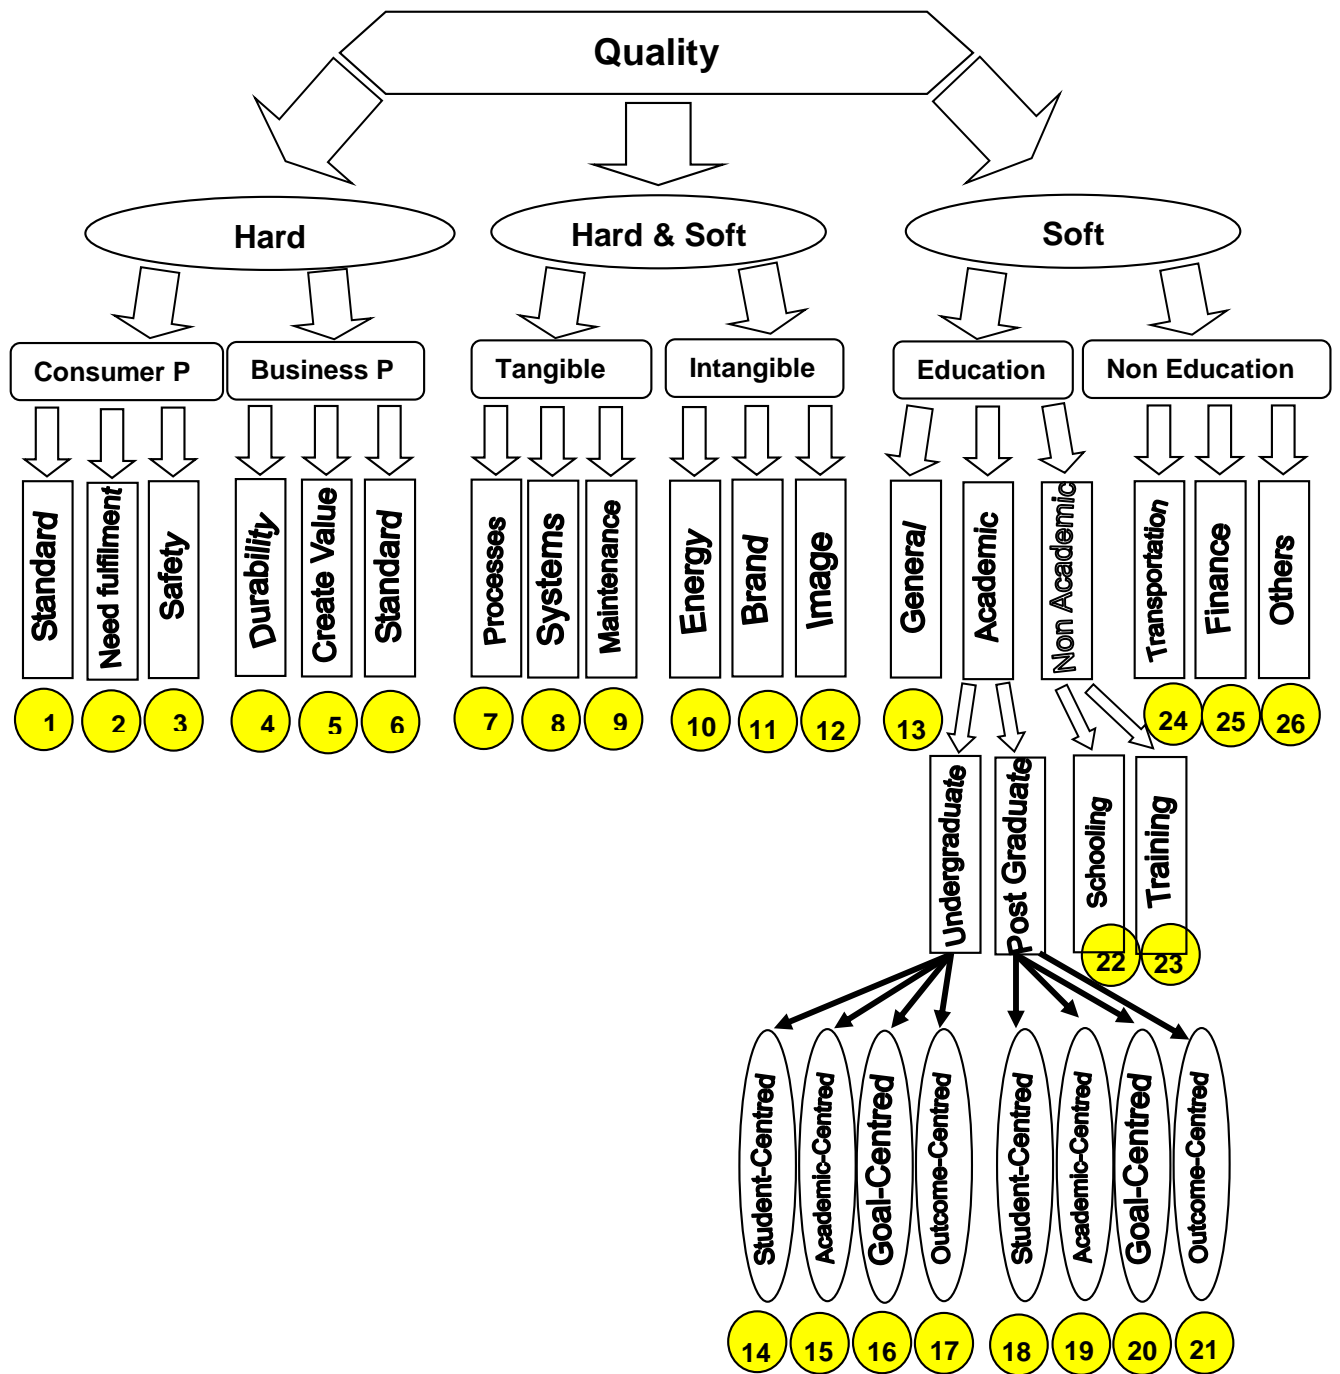 Quality
Hard
Hard & Soft
Soft
Consumer P
Business P
Tangible
Intangible
Education
Non Education
Standard
Need fulfilment
Safety
Durability
Create Value
Standard
Processes
Systems
Maintenance
Energy
Brand
Image
General
Academic
Non Academic
Transportation
Finance
Others
1
2
3
4
5
6
7
8
9
10
11
12
13
24
25
26
Undergraduate
Post Graduate
Schooling
Training
22
23
Student-Centred
Academic-Centred
Goal-Centred
Outcome-Centred
Student-Centred
Academic-Centred
Goal-Centred
Outcome-Centred
14
15
16
17
18
19
20
21